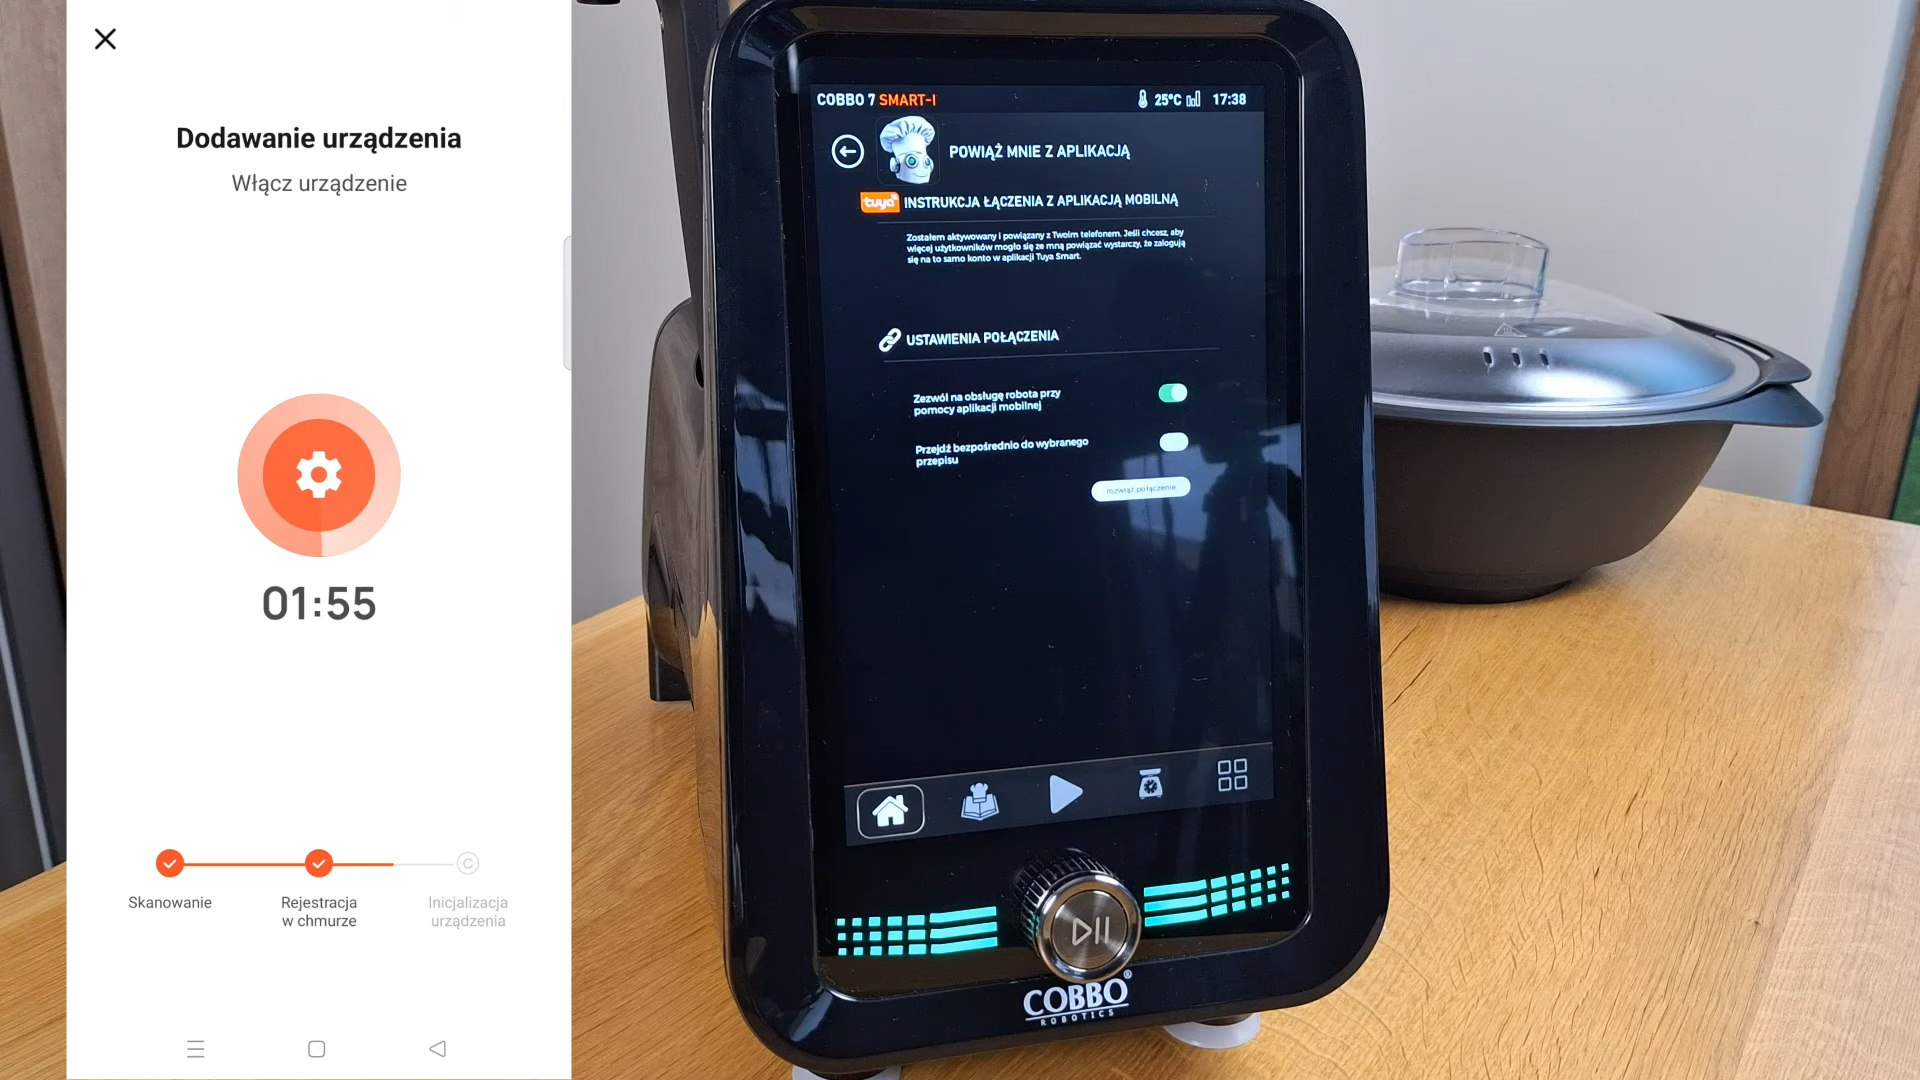 Dodawanie urządzenia
Włącz urządzenie
01:55
Skanowanie
Rejestracja
w chmurze
Inicjalizacja
urządzenia
COBBO 7 SMART-I
25°C
17:38
POWIĄŻ MNIE Z APLIKACJĄ
tuya
INSTRUKCJA ŁĄCZENIA Z APLIKACJĄ MOBILNĄ
Zostałem aktywowany i powiązany z Twoim telefonem. Jeśli chcesz, aby
więcej użytkowników mogło się ze mną powiązać wystarczy, że zalogują
się na to samo konto w aplikacji Tuya Smart.
USTAWIENIA POŁĄCZENIA
Zezwól na obsługę robota przy
pomocy aplikacji mobilnej
Przejdź bezpośrednio do wybranego
przepisu
rozwiąż połączenie
COBBO®
ROBOTICS